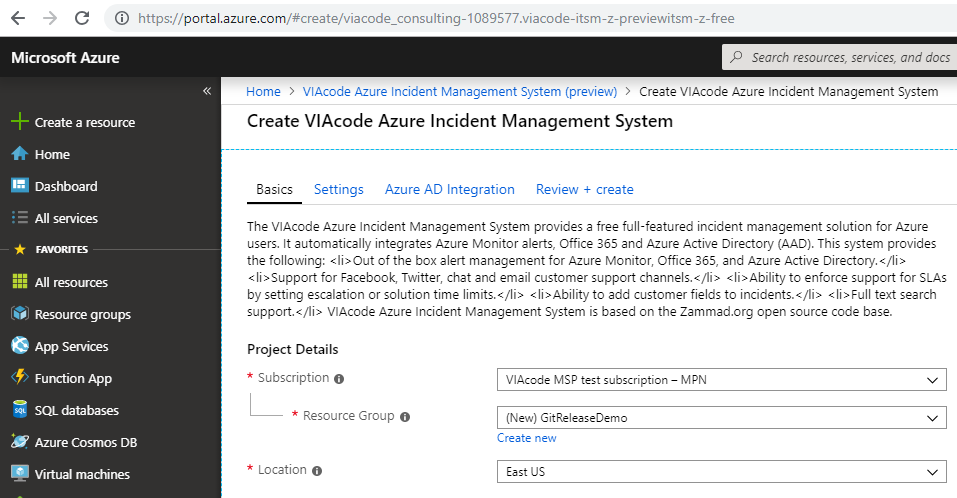 https://portal.azure.com/#create/viacode_consulting-1089577.viacode-itsm-z-previewitsm-z-free
Microsoft Azure
Search resources, services, and docs
«
Create a resource
Home
Dashboard
All services
FAVORITES
All resources
Resource groups
App Services
Function App
SQL databases
Azure Cosmos DB
Virtual machines
Home > VIAcode Azure Incident Management System (preview) > Create VIAcode Azure Incident Management System
Create VIAcode Azure Incident Management System
Basics Settings Azure AD Integration Review + create
The VIAcode Azure Incident Management System provides a free full-featured incident management solution for Azure
users. It automatically integrates Azure Monitor alerts, Office 365 and Azure Active Directory (AAD). This system provides
the following: <li>Out of the box alert management for Azure Monitor, Office 365, and Azure Active Directory.</li>
<li>Support for Facebook, Twitter, chat and email customer support channels.</li> <li>Ability to enforce support for SLAs
by setting escalation or solution time limits.</li> <li>Ability to add customer fields to incidents.</li> <li>Full text search
support.</li> VIAcode Azure Incident Management System is based on the Zammad.org open source code base.
Project Details
* Subscription
VIAcode MSP test subscription – MPN
* Resource Group
(New) GitReleaseDemo
Create new
* Location
East US